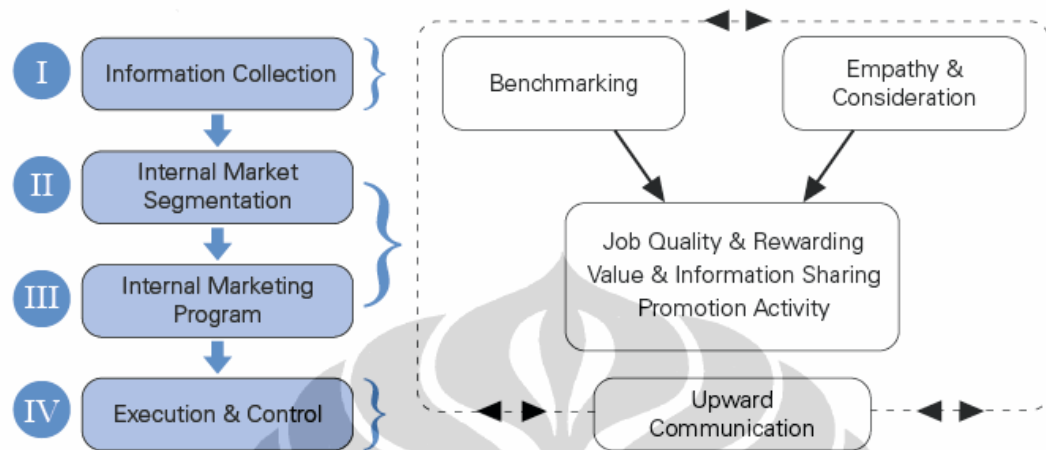 I
Information Collection
II
Internal Market
Segmentation
III
Internal Marketing
Program
IV
Execution & Control
Benchmarking
Empathy &
Consideration
Job Quality & Rewarding
Value & Information Sharing
Promotion Activity
Upward
Communication